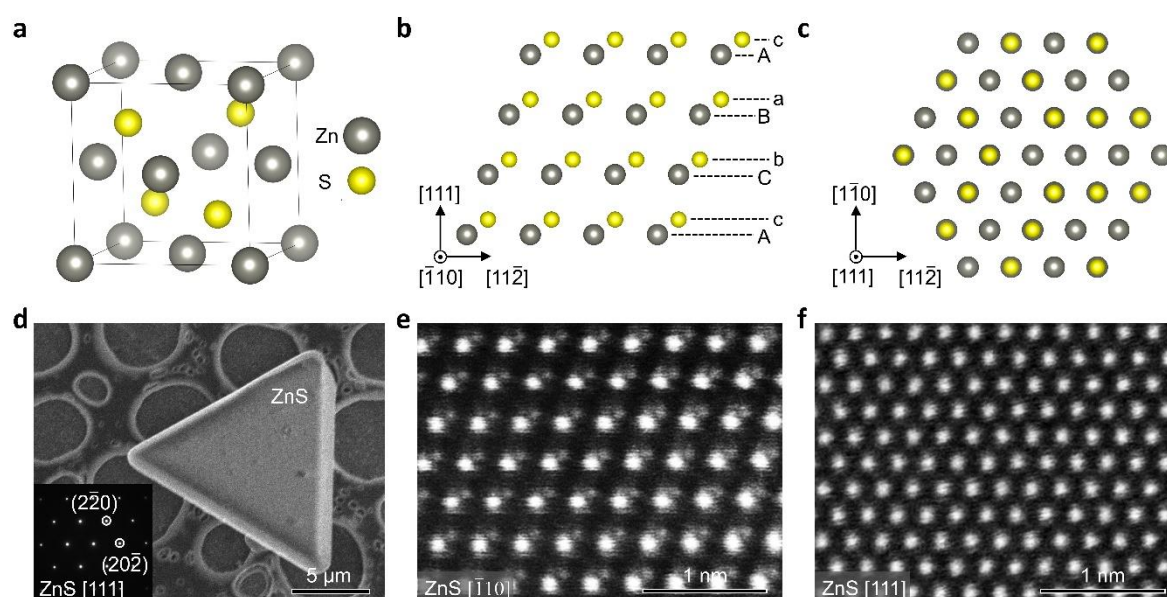 a
Zn
S
b
c
A
a
B
b
C
c
A
[111]
[1̄10] [112̄]
c
[11̄0]
[111] [112̄]
d
ZnS
(22̄0)
(202̄)
ZnS [111]
5 µm
e
ZnS [1̄10]
1 nm
f
ZnS [111]
1 nm